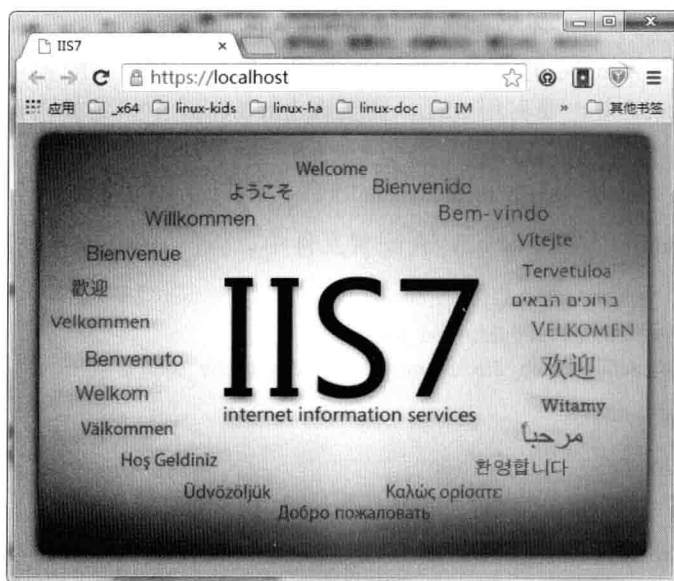 IIS7
https://localhost
应用 _x64 linux-kids linux-ha linux-doc IM » 其他书签
Welcome
ようこそ
Bienvenido
Willkommen
Bem-vindo
Bienvenue
Vítejte
Tervetuloa
歡迎
ברוכים הבאים
Velkommen
VELKOMEN
IIS7
internet information services
Benvenuto
欢迎
Welkom
Witamy
Välkommen
مرحباً
Hoş Geldiniz
환영합니다
Üdvözöljük
Καλώς ορίσατε
Добро пожаловать